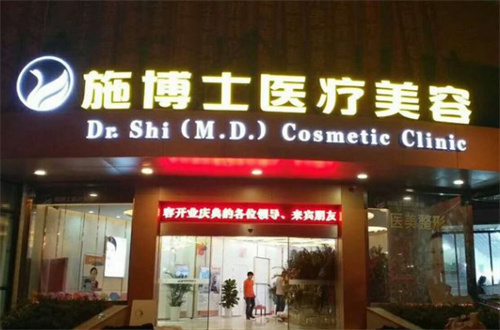 施博士医疗美容
Dr. Shi (M.D.) Cosmetic Clinic
容开业庆典的各位领导、来宾朋友
医美整形